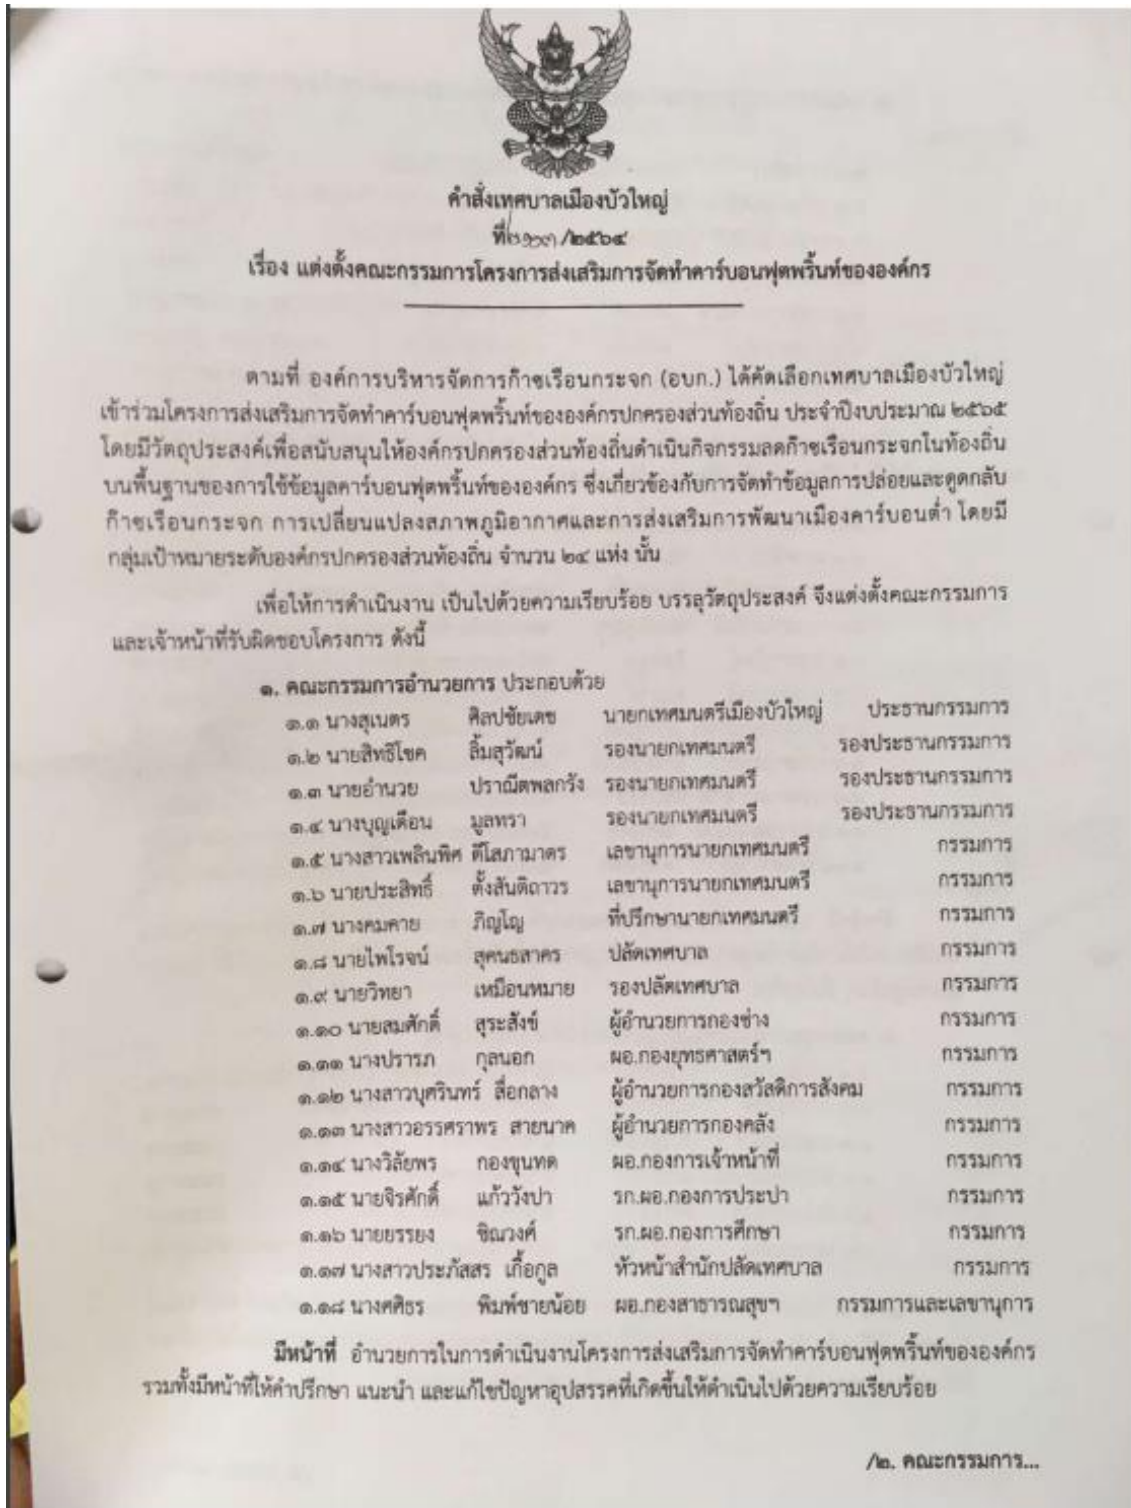 คำสั่งเทศบาลเมืองบัวใหญ่
ที่ /๒๕๖๔
เรื่อง แต่งตั้งคณะกรรมการโครงการส่งเสริมการจัดทำคาร์บอนฟุตพริ้นท์ขององค์กร
ตามที่ องค์การบริหารจัดการก๊าซเรือนกระจก (อบก.) ได้คัดเลือกเทศบาลเมืองบัวใหญ่
เข้าร่วมโครงการส่งเสริมการจัดทำคาร์บอนฟุตพริ้นท์ขององค์กรปกครองส่วนท้องถิ่น ประจำปีงบประมาณ ๒๕๖๕
โดยมีวัตถุประสงค์เพื่อสนับสนุนให้องค์กรปกครองส่วนท้องถิ่นดำเนินกิจกรรมลดก๊าซเรือนกระจกในท้องถิ่น
บนพื้นฐานของการใช้ข้อมูลคาร์บอนฟุตพริ้นท์ขององค์กร ซึ่งเกี่ยวข้องกับการจัดทำข้อมูลการปล่อยและดูดกลับ
ก๊าซเรือนกระจก การเปลี่ยนแปลงสภาพภูมิอากาศและการส่งเสริมการพัฒนาเมืองคาร์บอนต่ำ โดยมี
กลุ่มเป้าหมายระดับองค์กรปกครองส่วนท้องถิ่น จำนวน ๒๔ แห่ง นั้น
เพื่อให้การดำเนินงาน เป็นไปด้วยความเรียบร้อย บรรลุวัตถุประสงค์ จึงแต่งตั้งคณะกรรมการ
และเจ้าหน้าที่รับผิดชอบโครงการ ดังนี้
๑. คณะกรรมการอำนวยการ ประกอบด้วย
๑.๑ นางสุเนตร ศิลปชัยเดช นายกเทศมนตรีเมืองบัวใหญ่ ประธานกรรมการ
๑.๒ นายสิทธิโชค ลิ้มสุวัฒน์ รองนายกเทศมนตรี รองประธานกรรมการ
๑.๓ นายอำนวย ปราณีตพลกรัง รองนายกเทศมนตรี รองประธานกรรมการ
๑.๔ นางบุญเตือน มูลทรา รองนายกเทศมนตรี รองประธานกรรมการ
๑.๕ นางสาวเพลินพิศ ดีโสภามาตร เลขานุการนายกเทศมนตรี กรรมการ
๑.๖ นายประสิทธิ์ ตั้งสันติถาวร เลขานุการนายกเทศมนตรี กรรมการ
๑.๗ นางคมคาย ภิญโญ ที่ปรึกษานายกเทศมนตรี กรรมการ
๑.๘ นายไพโรจน์ สุคนธสาคร ปลัดเทศบาล กรรมการ
๑.๙ นายวิทยา เหมือนหมาย รองปลัดเทศบาล กรรมการ
๑.๑๐ นายสมศักดิ์ สุระสังข์ ผู้อำนวยการกองช่าง กรรมการ
๑.๑๑ นางปรารภ กุลนอก ผอ.กองยุทธศาสตร์ฯ กรรมการ
๑.๑๒ นางสาวบุศรินทร์ สื่อกลาง ผู้อำนวยการกองสวัสดิการสังคม กรรมการ
๑.๑๓ นางสาวอรรศราพร สายนาค ผู้อำนวยการกองคลัง กรรมการ
๑.๑๔ นางวิลัยพร กองขุนทด ผอ.กองการเจ้าหน้าที่ กรรมการ
๑.๑๕ นายจิรศักดิ์ แก้ววังปา รก.ผอ.กองการประปา กรรมการ
๑.๑๖ นายยรรยง ชิณวงศ์ รก.ผอ.กองการศึกษา กรรมการ
๑.๑๗ นางสาวประภัสสร เกื้อกูล หัวหน้าสำนักปลัดเทศบาล กรรมการ
๑.๑๘ นางศศิธร พิมพ์ชายน้อย ผอ.กองสาธารณสุขฯ กรรมการและเลขานุการ
มีหน้าที่ อำนวยการในการดำเนินงานโครงการส่งเสริมการจัดทำคาร์บอนฟุตพริ้นท์ขององค์กร
รวมทั้งมีหน้าที่ให้คำปรึกษา แนะนำ และแก้ไขปัญหาอุปสรรคที่เกิดขึ้นให้ดำเนินไปด้วยความเรียบร้อย
/๒. คณะกรรมการ...